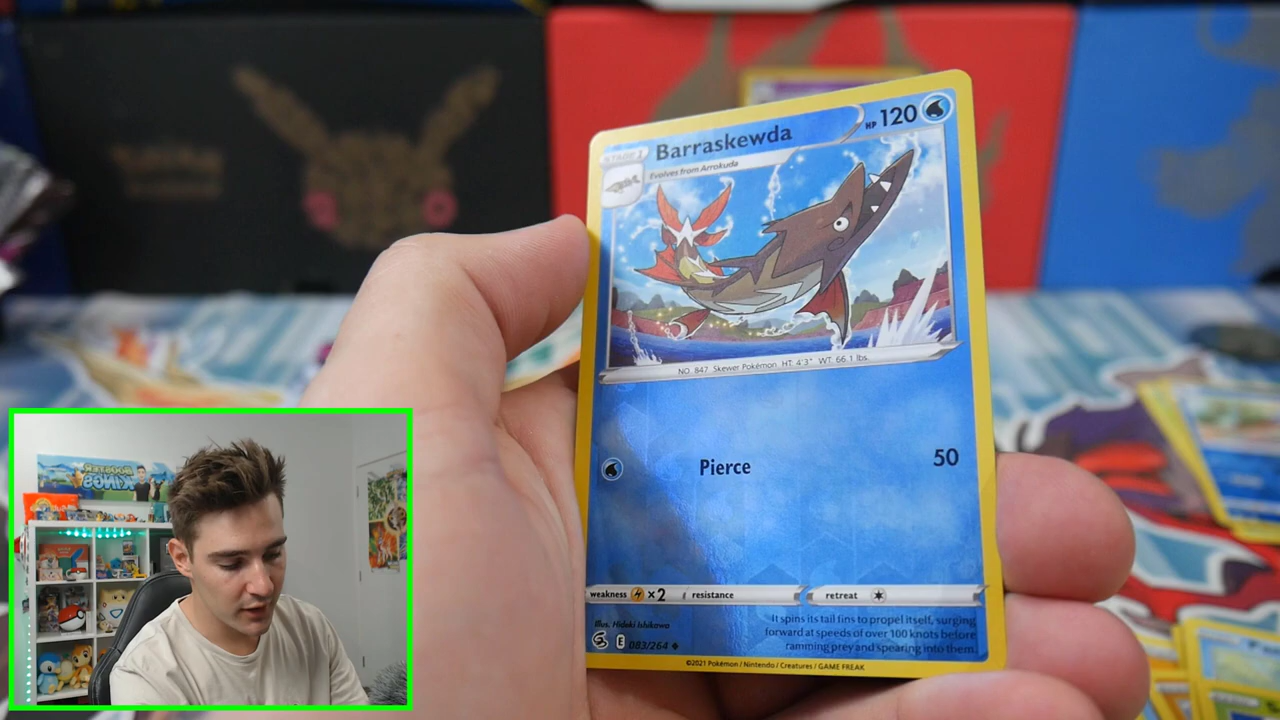 STAGE 1
Barraskewda
HP 120
Evolves from Arrokuda
NO. 847 Skewer Pokémon HT: 4'3" WT: 66.1 lbs.
Pierce 50
weakness ×2 resistance retreat
Illus. Hideki Ishikawa
E 083/264
It spins its tail fins to propel itself, surging
forward at speeds of over 100 knots before
ramming prey and spearing into them.
©2021 Pokémon / Nintendo / Creatures / GAME FREAK
BOOSTER
KINGS